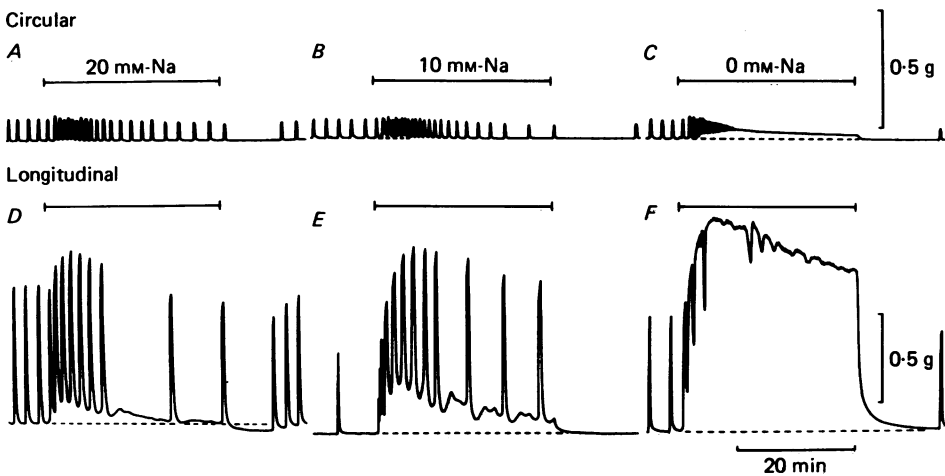 Circular
A
B
C
20 mM-Na
10 mM-Na
0 mM-Na
0·5 g
Longitudinal
D
E
F
0·5 g
20 min